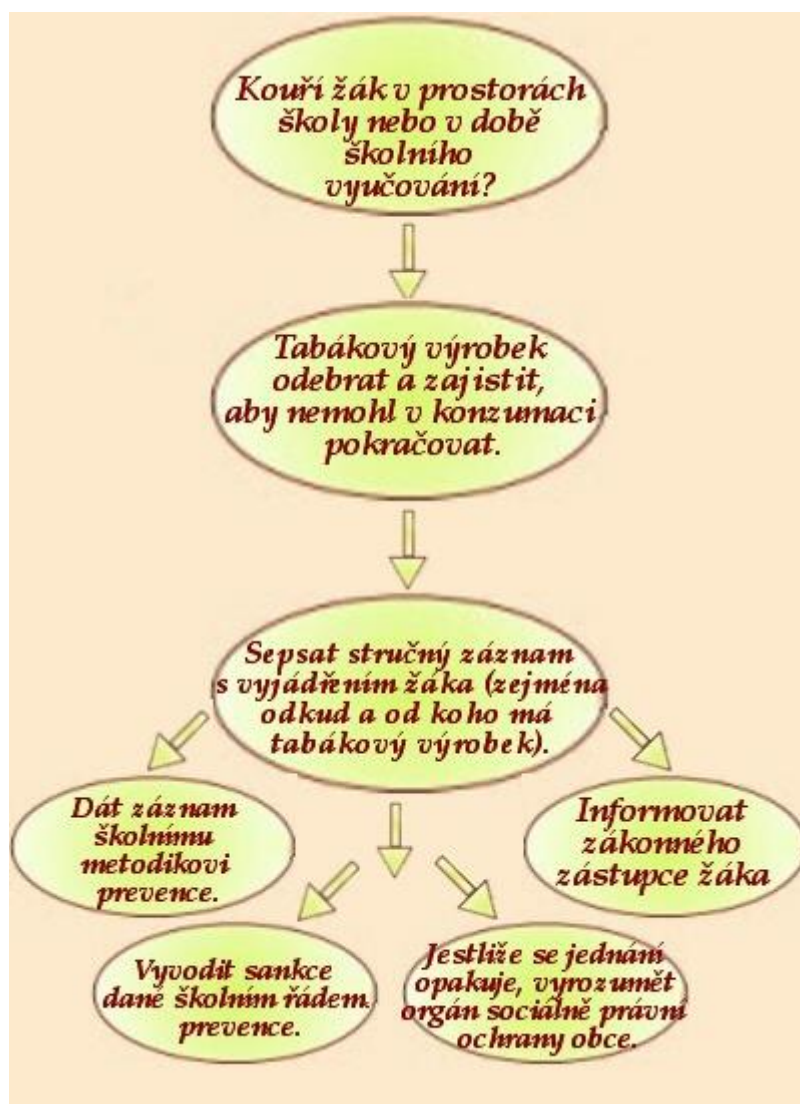 Kouří žák v prostorách
školy nebo v době
školního
vyučování?
Tabákový výrobek
odebrat a zajistit,
aby nemohl v konzumaci
pokračovat.
Sepsat stručný záznam
s vyjádřením žáka (zejména
odkud a od koho má
tabákový výrobek).
Dát záznam
školnímu
metodikovi
prevence.
Informovat
zákonného
zástupce žáka
Vyvodit sankce
dané školním řádem.
prevence.
Jestliže se jednání
opakuje, vyrozumět
orgán sociálně právní
ochrany obce.